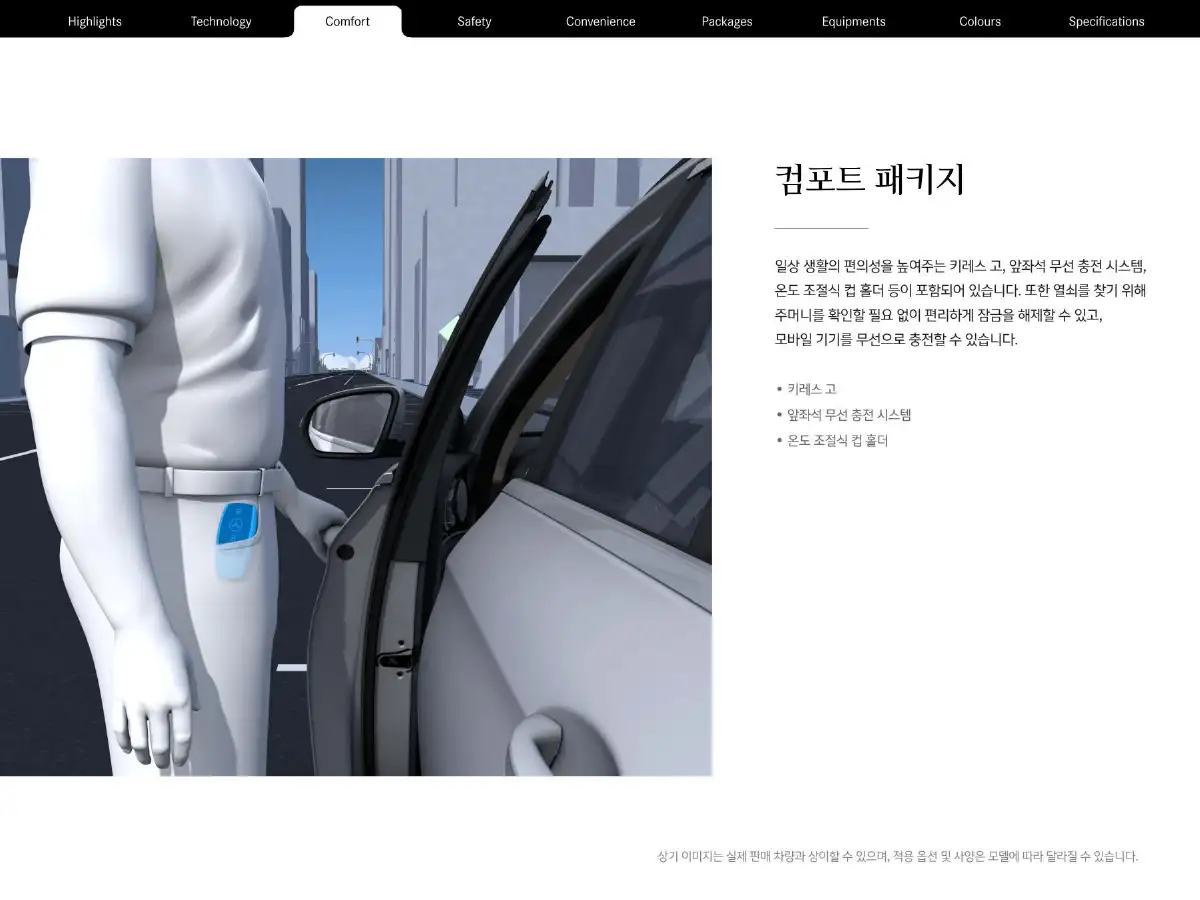 Highlights
Technology
Comfort
Safety
Convenience
Packages
Equipments
Colours
Specifications
컴포트 패키지
일상 생활의 편의성을 높여주는 키레스 고, 앞좌석 무선 충전 시스템,
온도 조절식 컵 홀더 등이 포함되어 있습니다. 또한 열쇠를 찾기 위해
주머니를 확인할 필요 없이 편리하게 잠금을 해제할 수 있고,
모바일 기기를 무선으로 충전할 수 있습니다.
• 키레스 고
• 앞좌석 무선 충전 시스템
• 온도 조절식 컵 홀더
상기 이미지는 실제 판매 차량과 상이할 수 있으며, 적용 옵션 및 사양은 모델에 따라 달라질 수 있습니다.